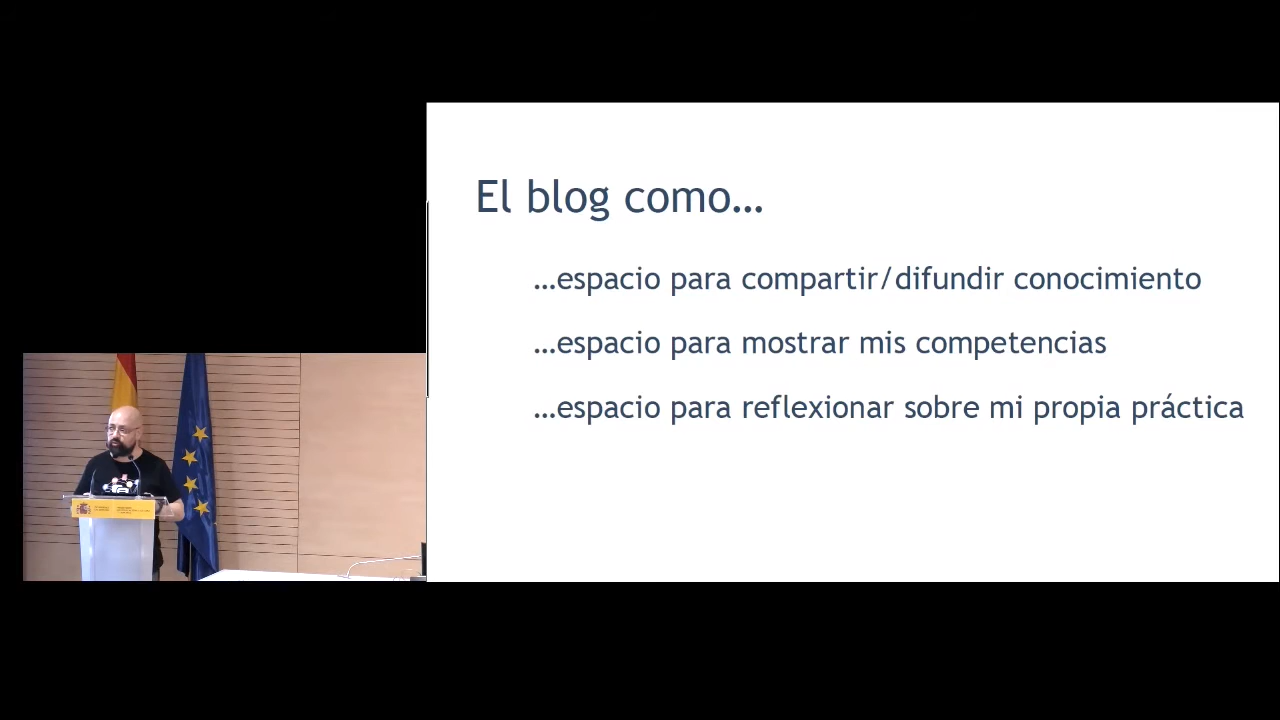 El blog como...
...espacio para compartir/difundir conocimiento
...espacio para mostrar mis competencias
...espacio para reflexionar sobre mi propia práctica